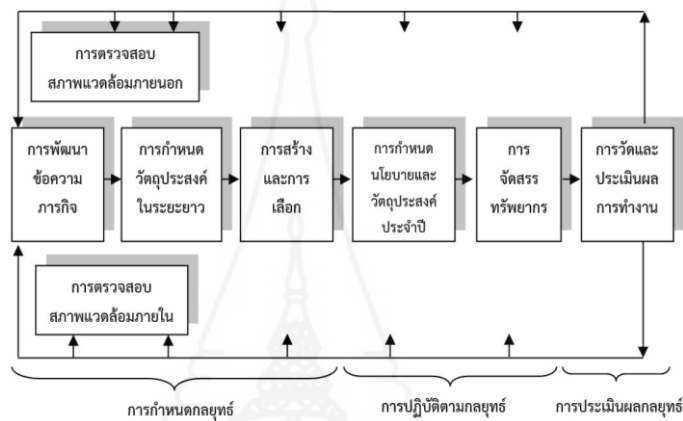 การตรวจสอบ
สภาพแวดล้อมภายนอก
การพัฒนา
ข้อความ
ภารกิจ
การกำหนด
วัตถุประสงค์
ในระยะยาว
การสร้าง
และการ
เลือก
การกำหนด
นโยบายและ
วัตถุประสงค์
ประจำปี
การ
จัดสรร
ทรัพยากร
การวัดและ
ประเมินผล
การทำงาน
การตรวจสอบ
สภาพแวดล้อมภายใน
การกำหนดกลยุทธ์
การปฏิบัติตามกลยุทธ์
การประเมินผลกลยุทธ์